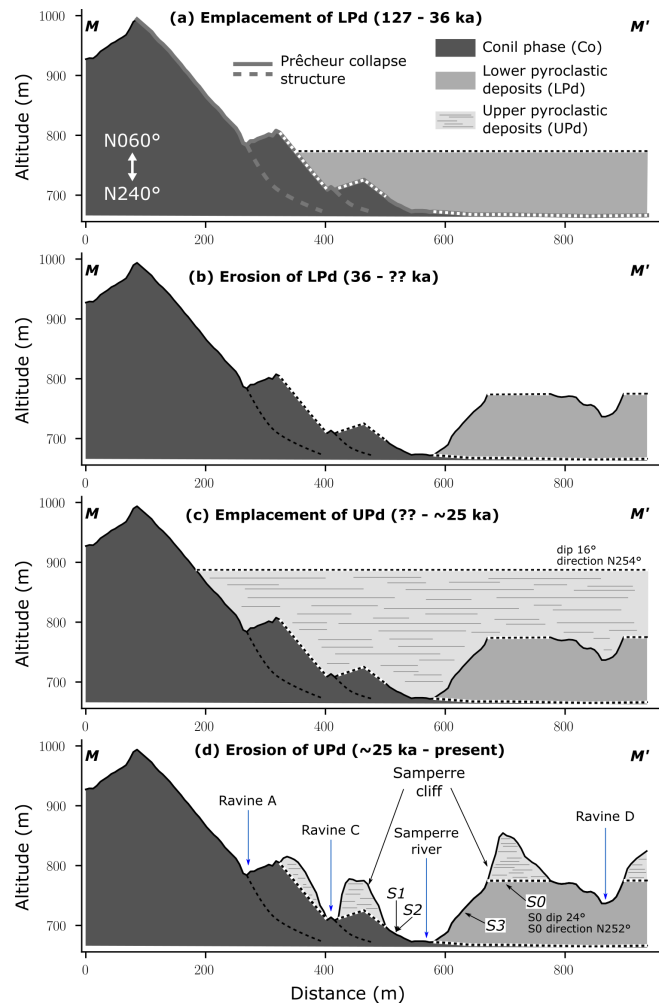 (a) Emplacement of LPd (127 - 36 ka)
M
M'
Prêcheur collapse
structure
Conil phase (Co)
Lower pyroclastic
deposits (LPd)
Upper pyroclastic
deposits (UPd)
N060°
N240°
Altitude (m)
1000
900
800
700
0
200
400
600
800
(b) Erosion of LPd (36 - ?? ka)
M
M'
Altitude (m)
1000
900
800
700
0
200
400
600
800
(c) Emplacement of UPd (?? - ~25 ka)
M
M'
dip 16°
direction N254°
Altitude (m)
1000
900
800
700
0
200
400
600
800
(d) Erosion of UPd (~25 ka - present)
M
M'
Samperre
cliff
Ravine A
Ravine C
Samperre
river
Ravine D
S1
S2
S0
S3
S0 dip 24°
S0 direction N252°
Altitude (m)
1000
900
800
700
0
200
400
600
800
Distance (m)